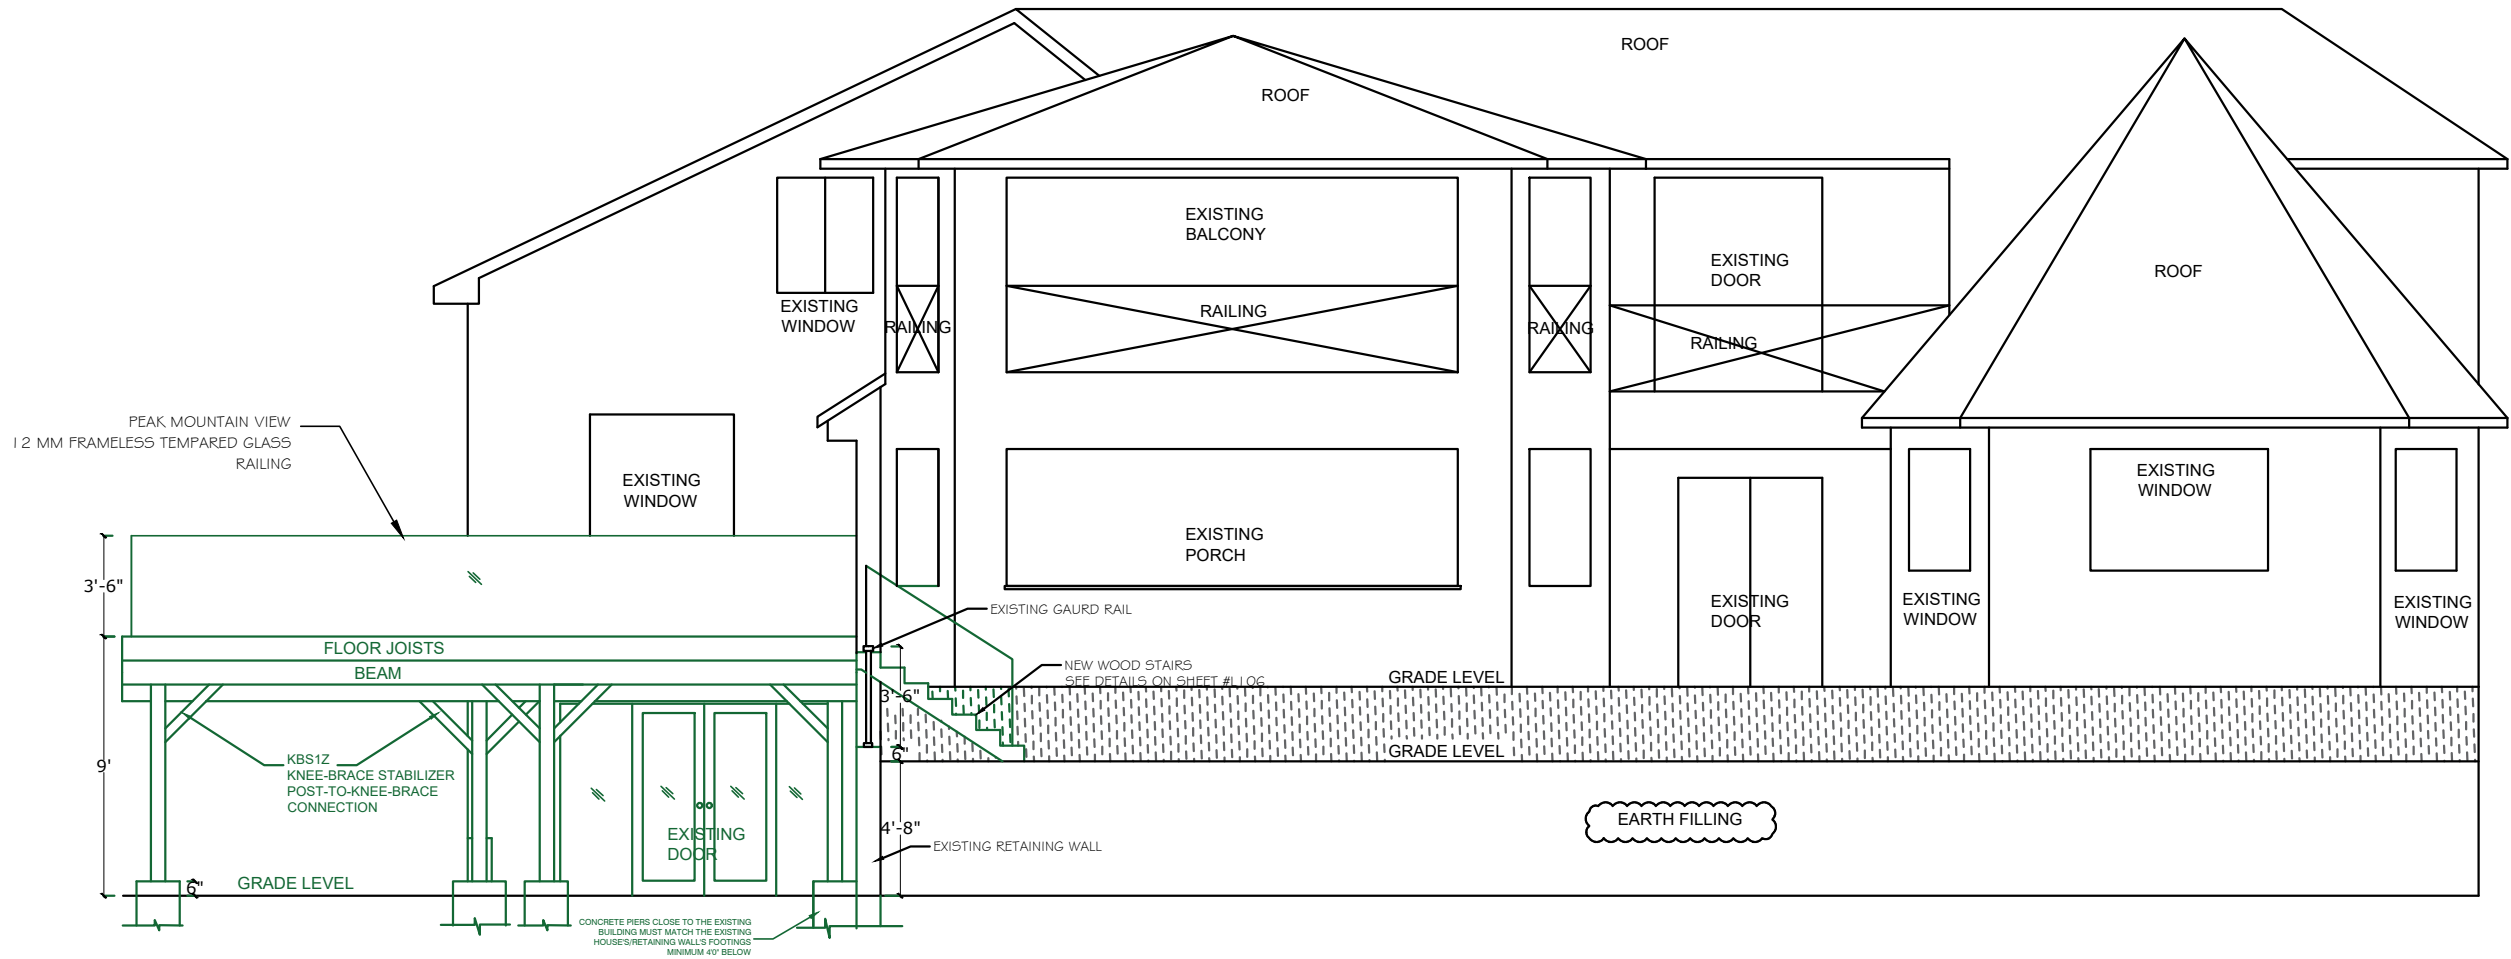 ROOF
ROOF
ROOF
EXISTING
BALCONY
EXISTING
DOOR
EXISTING
WINDOW
RAILING
RAILING
RAILING
RAILING
PEAK MOUNTAIN VIEW
12 MM FRAMELESS TEMPARED GLASS
RAILING
EXISTING
WINDOW
EXISTING
WINDOW
EXISTING
PORCH
3'-6"
EXISTING GAURD RAIL
EXISTING
DOOR
EXISTING
WINDOW
EXISTING
WINDOW
FLOOR JOISTS
BEAM
NEW WOOD STAIRS
SEE DETAILS ON SHEET #L106
GRADE LEVEL
3'-6"
6"
GRADE LEVEL
9'
KBS1Z
KNEE-BRACE STABILIZER
POST-TO-KNEE-BRACE
CONNECTION
EXISTING
DOOR
4'-8"
EXISTING RETAINING WALL
EARTH FILLING
6"
GRADE LEVEL
CONCRETE PIERS CLOSE TO THE EXISTING
BUILDING MUST MATCH THE EXISTING
HOUSE'S/RETAINING WALL'S FOOTINGS
MINIMUM 4'0" BELOW